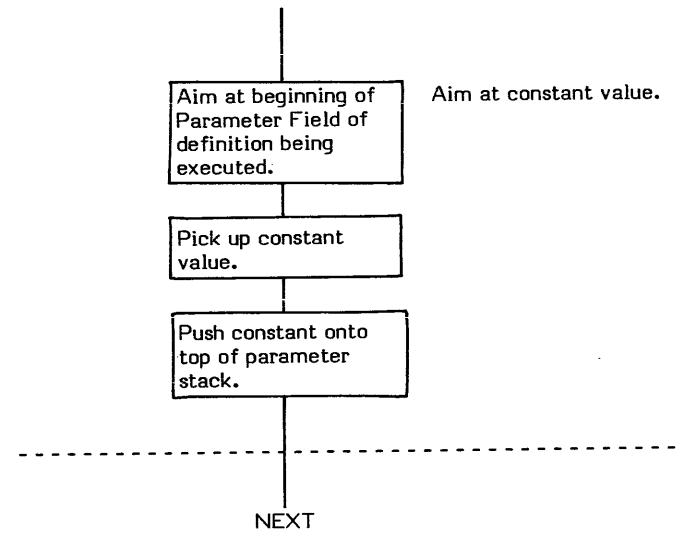 Aim at beginning of
Parameter Field of
definition being
executed.
Aim at constant value.
Pick up constant
value.
Push constant onto
top of parameter
stack.
NEXT